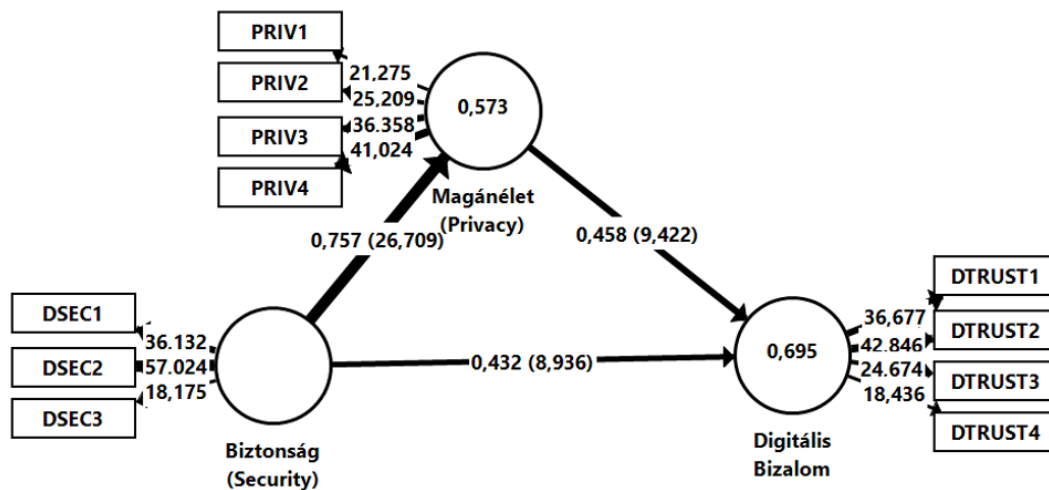 PRIV1
PRIV2
PRIV3
PRIV4
21,275
25,209
36.358
41,024
0,573
Magánélet
(Privacy)
0,757 (26,709)
0,458 (9,422)
DSEC1
DSEC2
DSEC3
36.132
57.024
18,175
Biztonság
(Security)
0,432 (8,936)
0,695
Digitális
Bizalom
36,677
42.846
24.674
18,436
DTRUST1
DTRUST2
DTRUST3
DTRUST4